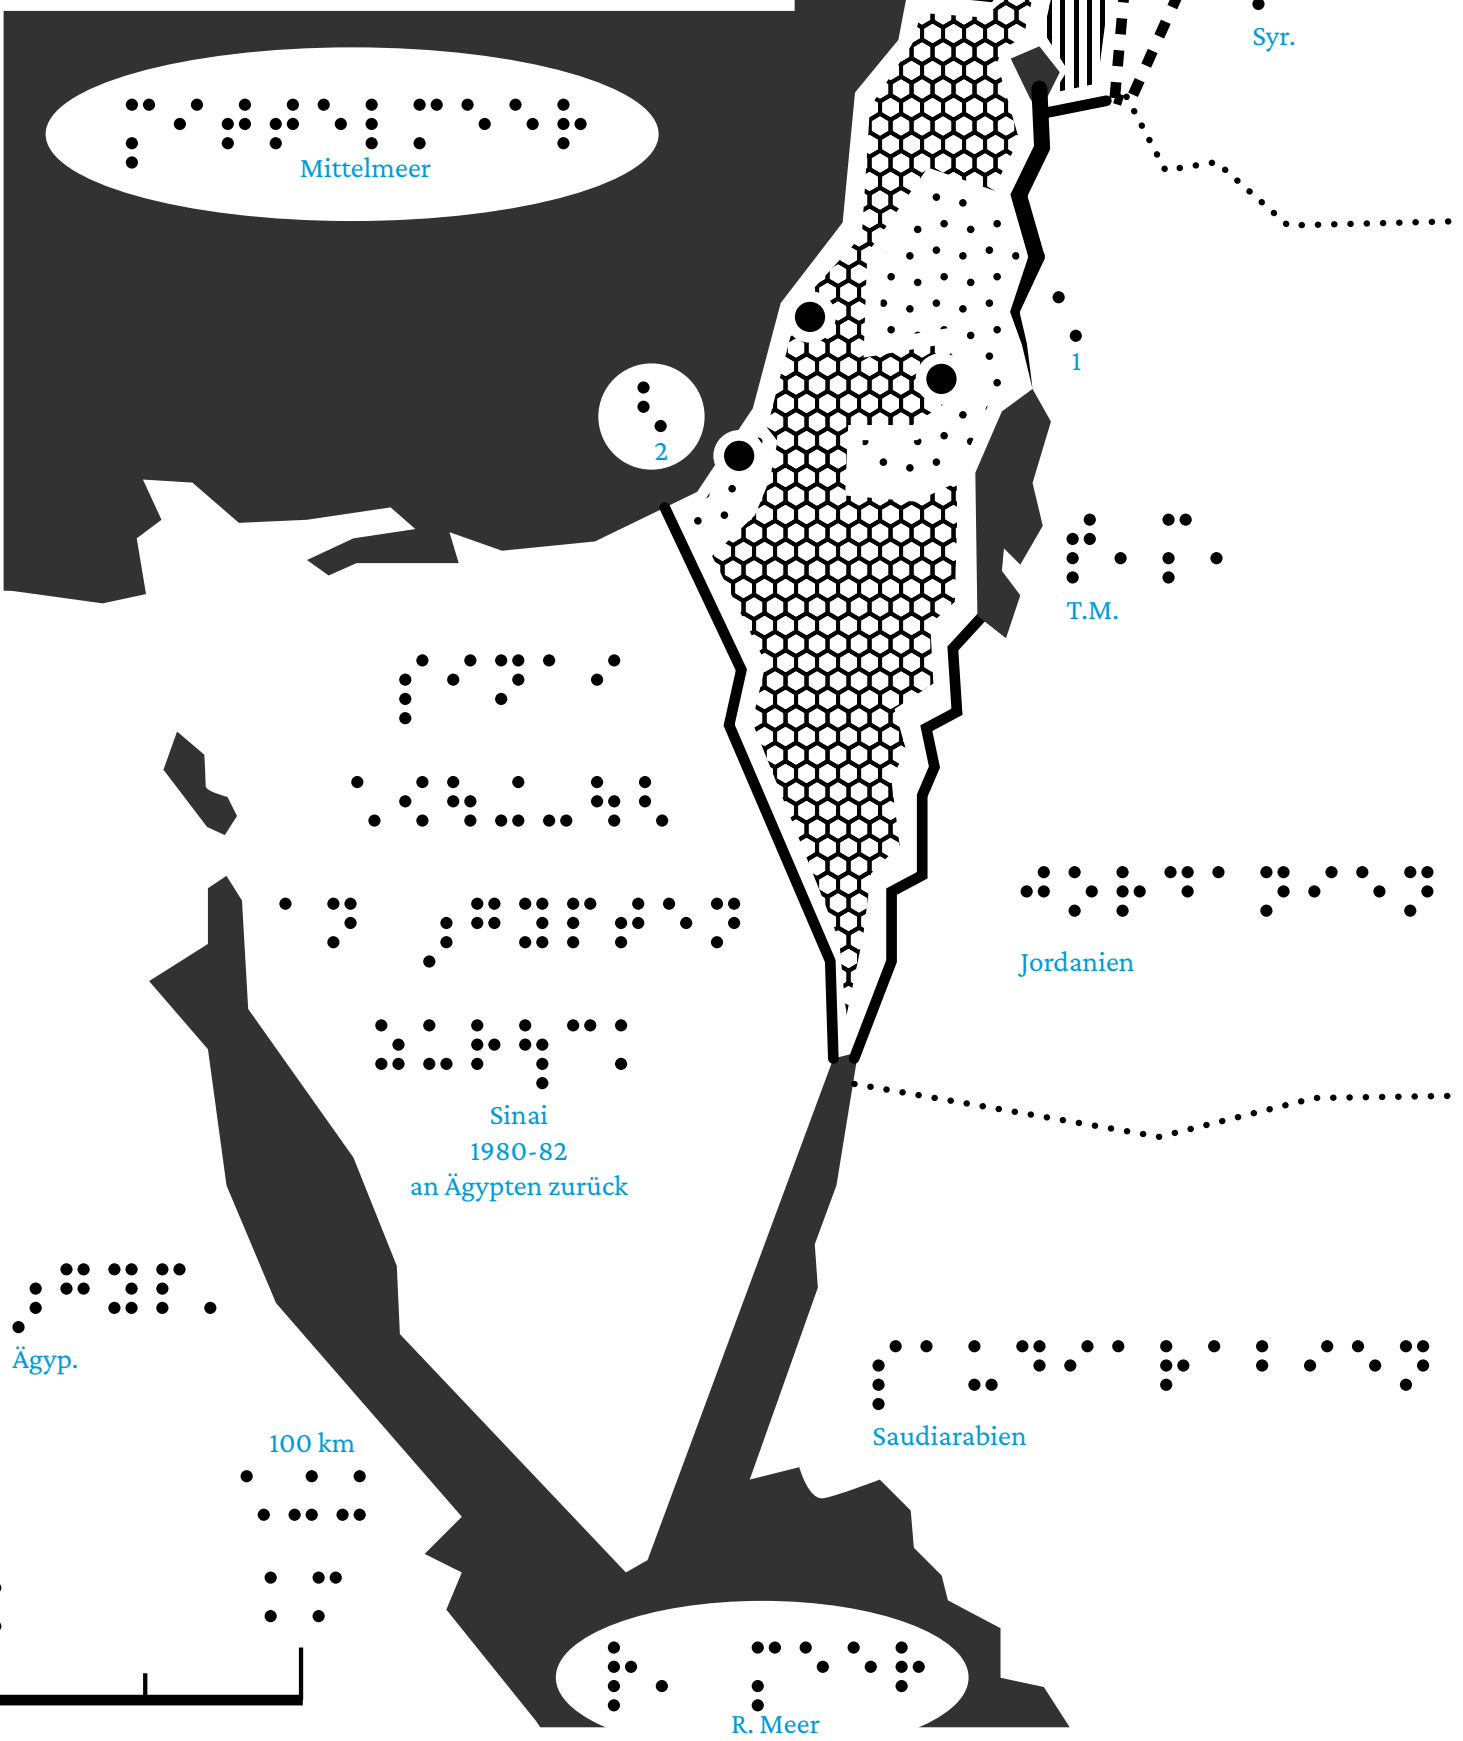 Syr.
Mittelmeer
1
2
T.M.
Jordanien
Sinai
1980-82
an Ägypten zurück
Ägyp.
Saudiarabien
100 km
R. Meer